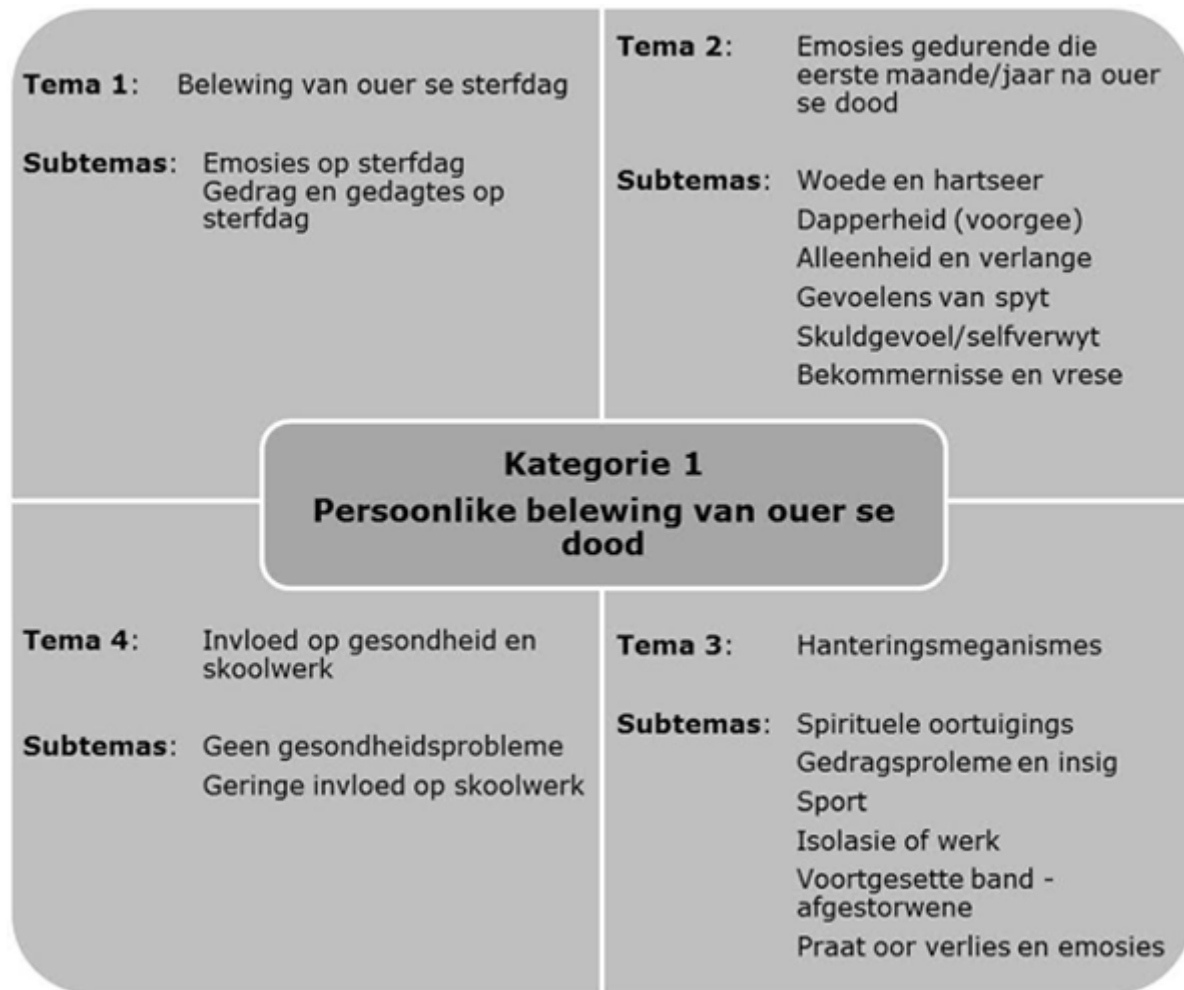 Tema 1: Belewing van ouer se sterfdag
Subtemas: Emosies op sterfdag
Gedrag en gedagtes op
sterfdag
Tema 2: Emosies gedurende die
eerste maande/jaar na ouer
se dood
Subtemas: Woede en hartseer
Dapperheid (voorgee)
Alleenheid en verlange
Gevoelens van spyt
Skuldgevoel/selfverwyt
Bekommernisse en vrese
Kategorie 1
Persoonlike belewing van ouer se
dood
Tema 4: Invloed op gesondheid en
skoolwerk
Subtemas: Geen gesondheidsprobleme
Geringe invloed op skoolwerk
Tema 3: Hanteringsmeganismes
Subtemas: Spirituele oortuigings
Gedragsproleme en insig
Sport
Isolasie of werk
Voortgesette band -
afgestorwene
Praat oor verlies en emosies